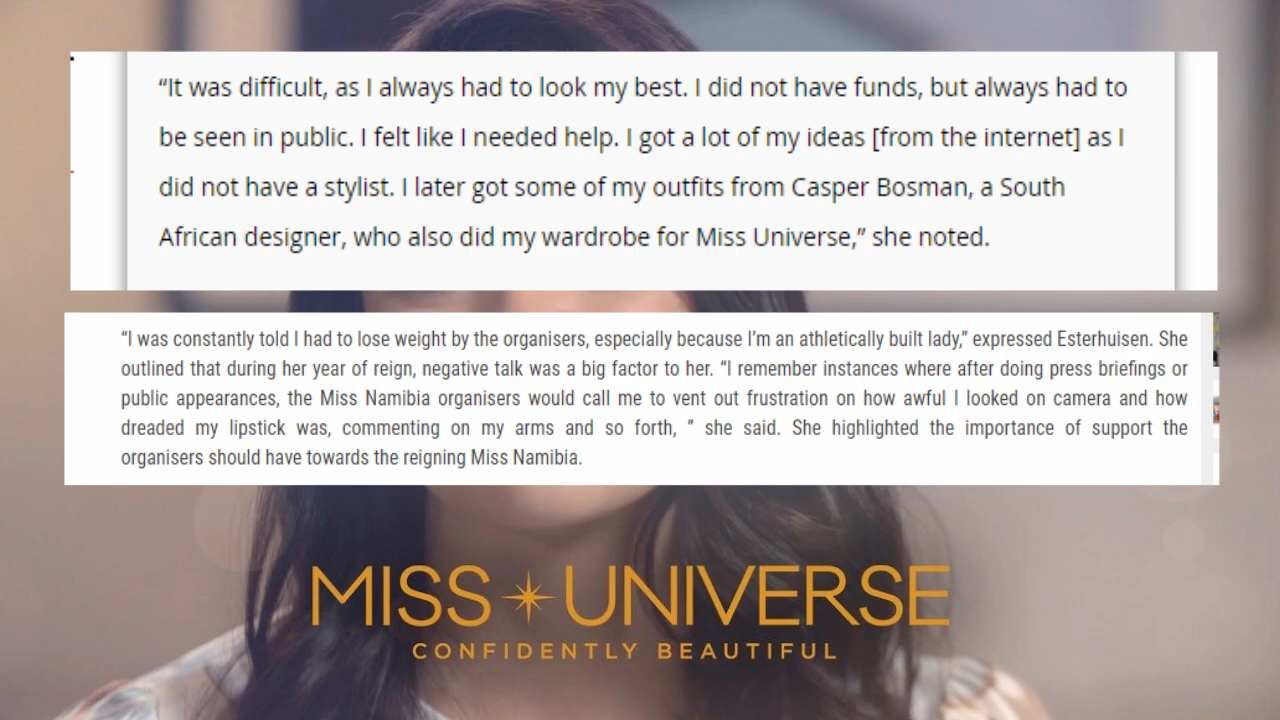 “It was difficult, as I always had to look my best. I did not have funds, but always had to
be seen in public. I felt like I needed help. I got a lot of my ideas [from the internet] as I
did not have a stylist. I later got some of my outfits from Casper Bosman, a South
African designer, who also did my wardrobe for Miss Universe,” she noted.
“I was constantly told I had to lose weight by the organisers, especially because I’m an athletically built lady,” expressed Esterhuisen. She
outlined that during her year of reign, negative talk was a big factor to her. “I remember instances where after doing press briefings or
public appearances, the Miss Namibia organisers would call me to vent out frustration on how awful I looked on camera and how
dreaded my lipstick was, commenting on my arms and so forth, ” she said. She highlighted the importance of support the
organisers should have towards the reigning Miss Namibia.
MISS UNIVERSE
CONFIDENTLY BEAUTIFUL